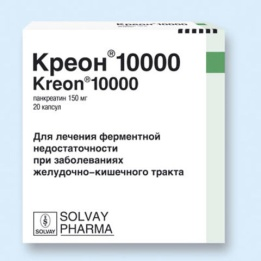 Креон® 10000
Kreon® 10000
панкреатин 150 мг
20 капсул
Для лечения ферментной
недостаточности
при заболеваниях
желудочно–кишечного тракта
SOLVAY
SOLVAY
PHARMA